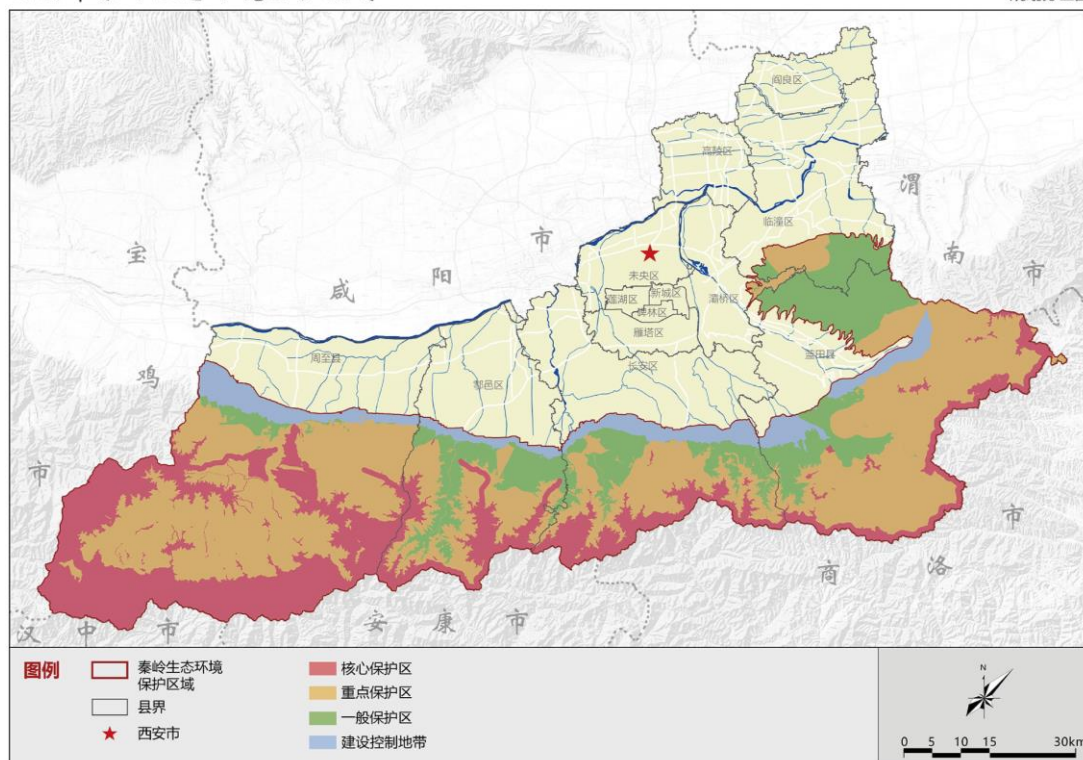 阎良区
高陵区
渭南市
临潼区
宝鸡市
咸阳市
未央区
新城区
莲湖区
灞桥区
碑林区
雁塔区
周至县
鄠邑区
长安区
蓝田县
商洛市
汉中市
安康市
图例
秦岭生态环境
保护区域
县界
西安市
核心保护区
重点保护区
一般保护区
建设控制地带
N
0 5 10 15 30km